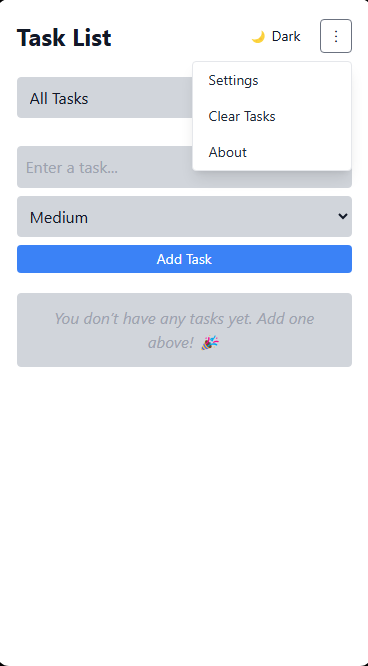 Task List
🌙 Dark
⋮
Settings
Clear Tasks
About
All Tasks
Enter a task...
Medium
Add Task
You don't have any tasks yet. Add one
above! 🎉